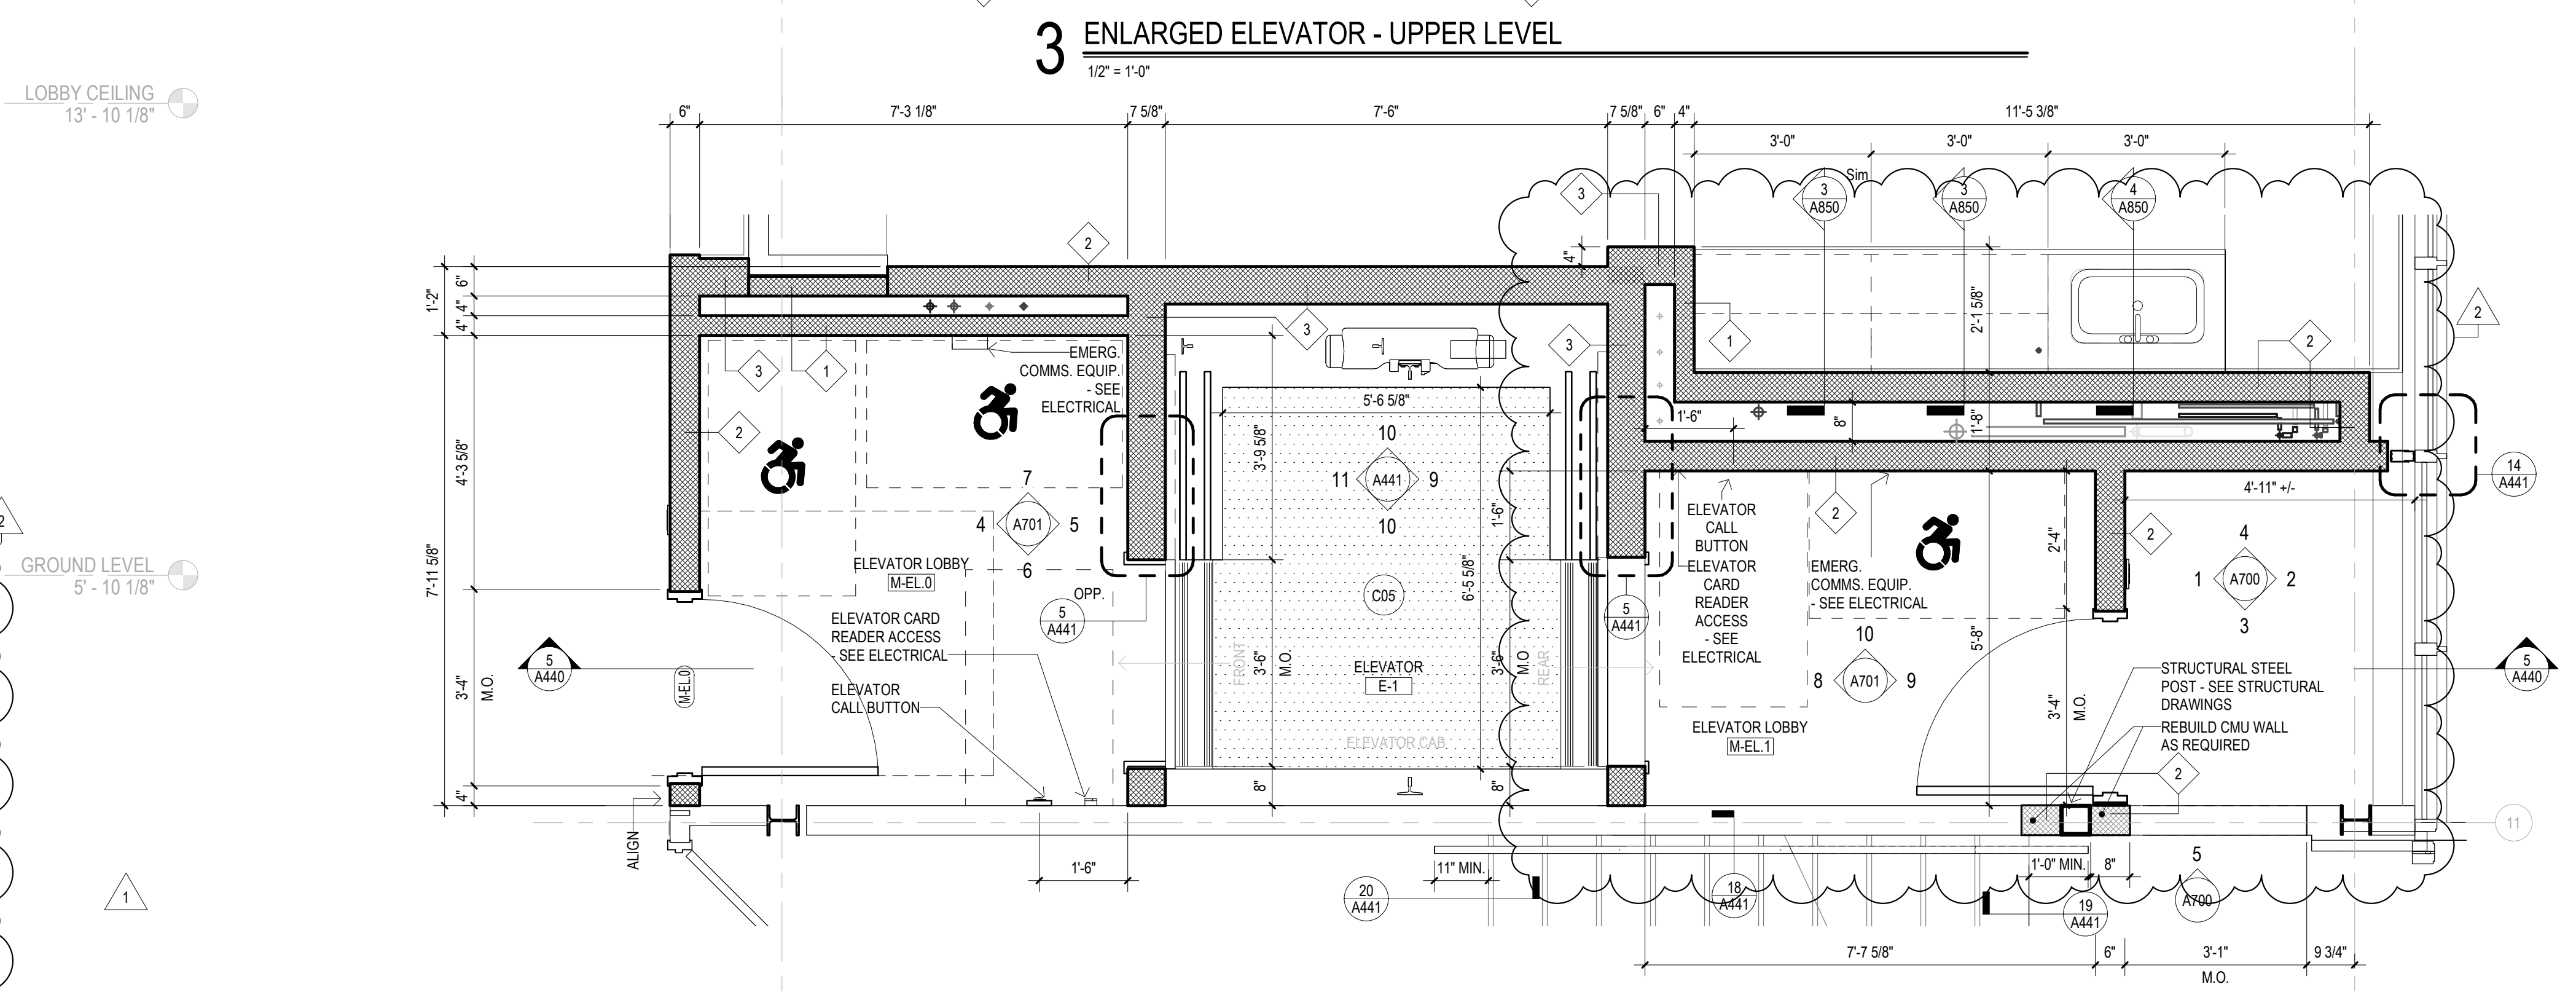 3 ENLARGED ELEVATOR - UPPER LEVEL
1/2" = 1'-0"
LOBBY CEILING
13' - 10 1/8"
6" 7'-3 1/8" 7 5/8" 7'-6" 7 5/8" 6" 4" 11'-5 3/8"
3'-0" 3'-0" 3'-0"
Sim
3
A850
3
A850
4
A850
3
2
4"
1'-2"
6"
4"
4"
3
1
3
1
3
2
2
2'-1 5/8"
2
EMERG.
COMMS. EQUIP.
- SEE
ELECTRICAL
5'-6 5/8"
1'-6"
8"
1'-8"
4'-3 5/8"
3'-9 5/8"
10
11 A441 9
10
7
4 A701 5
6
14
A441
4'-11" +/-
ELEVATOR
CALL
BUTTON
ELEVATOR
CARD
READER
ACCESS
- SEE
ELECTRICAL
2
2
1'-6"
2'-4"
4
1 A700 2
3
EMERG.
COMMS. EQUIP.
- SEE ELECTRICAL
GROUND LEVEL
5' - 10 1/8"
2
7'-11 5/8"
ELEVATOR LOBBY
M-EL.0
OPP.
5
A441
C05
6'-5 5/8"
5
A441
ELEVATOR CARD
READER ACCESS
- SEE ELECTRICAL
10
8 A701 9
5'-8"
5
A440
M-EL.0
3'-4"
M.O.
FRONT
3'-6"
M.O.
ELEVATOR
E-1
3'-6"
M.O
REAR
STRUCTURAL STEEL
POST - SEE STRUCTURAL
DRAWINGS
5
A440
ELEVATOR
CALL BUTTON
3'-4"
M.O.
REBUILD CMU WALL
AS REQUIRED
ELEVATOR LOBBY
M-EL.1
ELEVATOR CAB
2
4"
8"
8"
ALIGN
11
1'-6"
11" MIN.
1'-0" MIN.
8"
5
A700
1
20
A441
18
A441
19
A441
7'-7 5/8" 6" 3'-1" 9 3/4"
M.O.